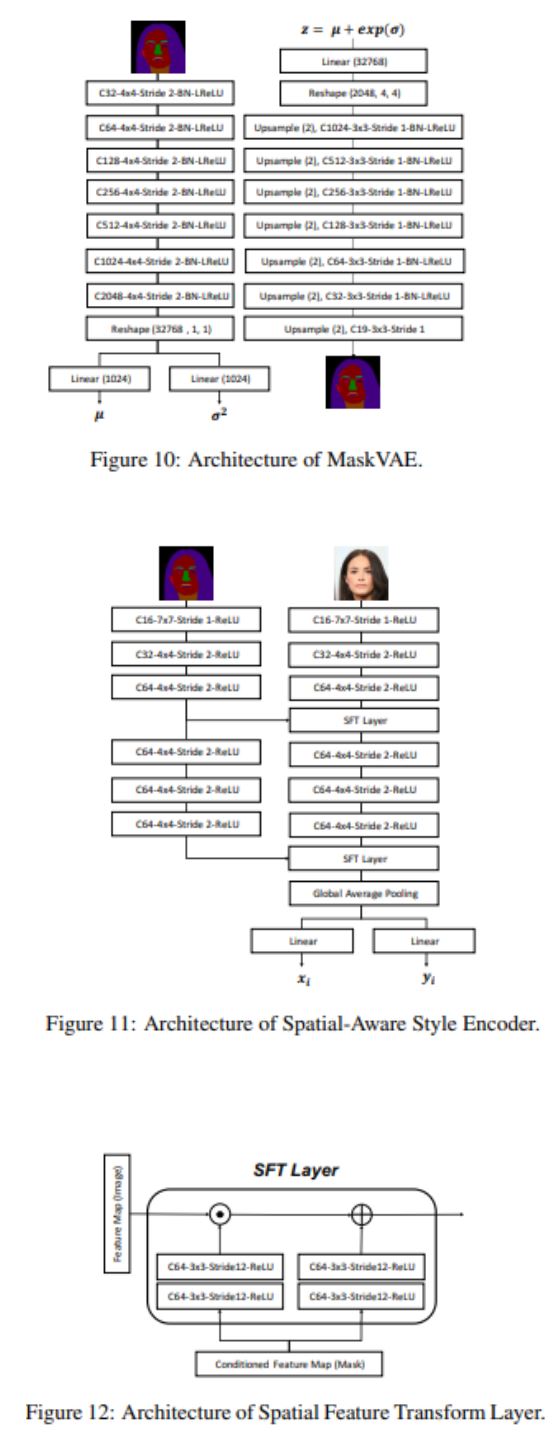 C32-4x4-Stride 2-BN-LReLU
C64-4x4-Stride 2-BN-LReLU
C128-4x4-Stride 2-BN-LReLU
C256-4x4-Stride 2-BN-LReLU
C512-4x4-Stride 2-BN-LReLU
C1024-4x4-Stride 2-BN-LReLU
C2048-4x4-Stride 2-BN-LReLU
Reshape (32768 , 1, 1)
Linear (1024)
Linear (1024)
μ
σ²
z = μ + exp(σ)
Linear (32768)
Reshape (2048, 4, 4)
Upsample (2), C1024-3x3-Stride 1-BN-LReLU
Upsample (2), C512-3x3-Stride 1-BN-LReLU
Upsample (2), C256-3x3-Stride 1-BN-LReLU
Upsample (2), C128-3x3-Stride 1-BN-LReLU
Upsample (2), C64-3x3-Stride 1-BN-LReLU
Upsample (2), C32-3x3-Stride 1-BN-LReLU
Upsample (2), C19-3x3-Stride 1
Figure 10: Architecture of MaskVAE.
C16-7x7-Stride 1-ReLU
C32-4x4-Stride 2-ReLU
C64-4x4-Stride 2-ReLU
C64-4x4-Stride 2-ReLU
C64-4x4-Stride 2-ReLU
C64-4x4-Stride 2-ReLU
C16-7x7-Stride 1-ReLU
C32-4x4-Stride 2-ReLU
C64-4x4-Stride 2-ReLU
SFT Layer
C64-4x4-Stride 2-ReLU
C64-4x4-Stride 2-ReLU
C64-4x4-Stride 2-ReLU
SFT Layer
Global Average Pooling
Linear
Linear
xᵢ
yᵢ
Figure 11: Architecture of Spatial-Aware Style Encoder.
SFT Layer
Feature Map (Image)
C64-3x3-Stride12-ReLU
C64-3x3-Stride12-ReLU
C64-3x3-Stride12-ReLU
C64-3x3-Stride12-ReLU
Conditioned Feature Map (Mask)
Figure 12: Architecture of Spatial Feature Transform Layer.